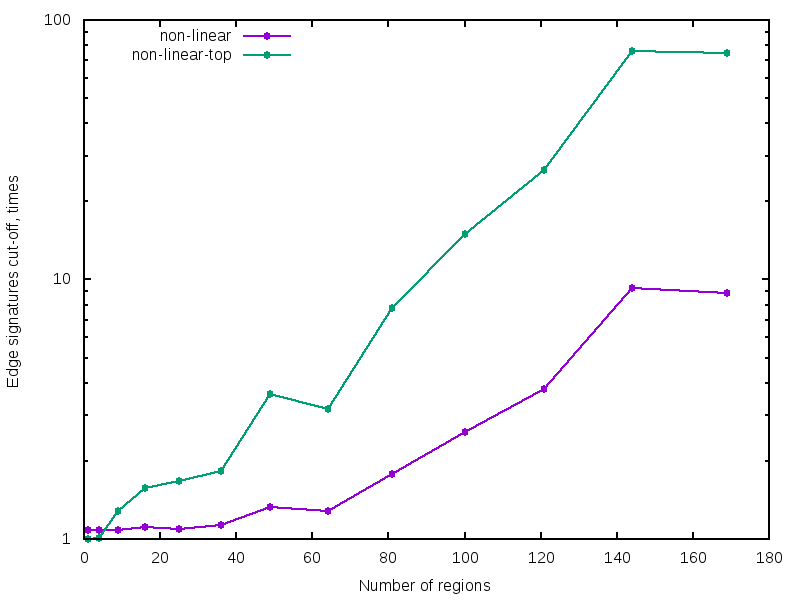 100
non-linear
non-linear-top
Edge signatures cut-off, times
10
1
0 20 40 60 80 100 120 140 160 180
Number of regions